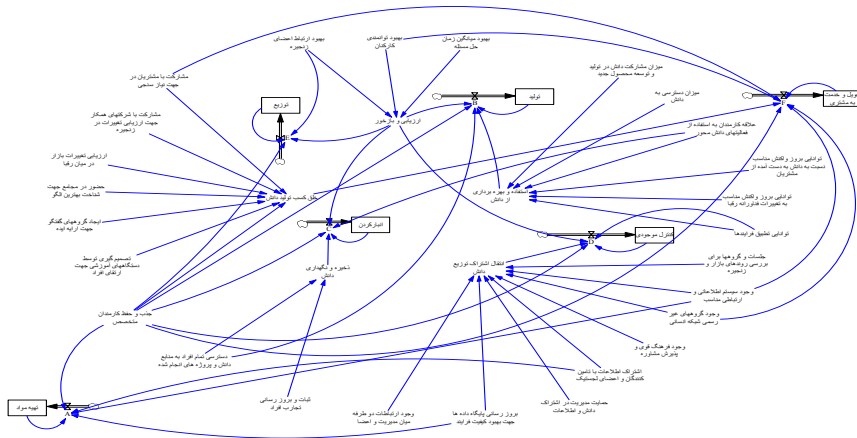 مشارکت با مشتریان در
جهت نیاز سنجی
بهبود ارتباط اعضای
زنجیره
بهبود توانمندی
کارکنان
بهبود میانگین زمان
حل مسئله
میزان مشارکت دانش در تولید
و توسعه محصول جدید
تولید
B
F
تحویل و خدمت
به مشتری
توزیع
E
میزان دسترسی به
دانش
ارزیابی و بازخور
علاقه کارمندان به استفاده از
فعالیتهای دانش محور
مشارکت با شرکتهای همکار
جهت ارزیابی تغییرات در
زنجیره
ارزیابی تغییرات بازار
در میان رقبا
توانایی بروز واکنش مناسب
نسبت به دانش به دست آمده از
مشتریان
حضور در مجامع جهت
شناخت بهترین الگو
خلق کسب تولید دانش
استفاده و بهره برداری
از دانش
توانایی بروز واکنش مناسب
به تغییرات فناورانه رقبا
ایجاد گروههای گفتگو
جهت ارایه ایده
C
انبارکردن
D
کنترل موجودی
توانایی تطبیق فرایندها
تصمیم‌گیری توسط
دستگاههای آموزشی جهت
ارتقای افراد
ذخیره و نگهداری
دانش
انتقال اشتراک توزیع
دانش
جلسات و گروهها برای
بررسی روندهای بازار و
زنجیره
وجود سیستم اطلاعاتی و
ارتباطی مناسب
جذب و حفظ کارمندان
متخصص
وجود گروههای غیر
رسمی شبکه انسانی
وجود فرهنگ قوی و
پذیرش مشاوره
دسترسی تمام افراد به منابع
دانش و پروژه های انجام شده
اشتراک اطلاعات با تامین
کنندگان و اعضای لجستیک
تهیه مواد
A
ثبات و بروز رسانی
تجارب افراد
وجود ارتباطات دو طرفه
میان مدیریت و اعضا
بروز رسانی پایگاه داده ها
جهت بهبود کیفیت فرایند
حمایت مدیریت در اشتراک
دانش و اطلاعات